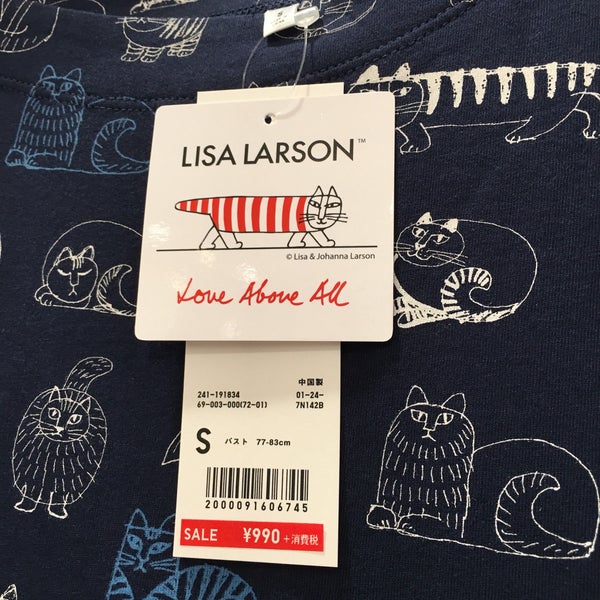 LISA LARSON™
© Lisa & Johanna Larson
Love Above All
中国製
241-191834 01-24-
69-003-000(72-01) 7N142B
S バスト 77-83cm
2000091606745
SALE ¥990 +消費税